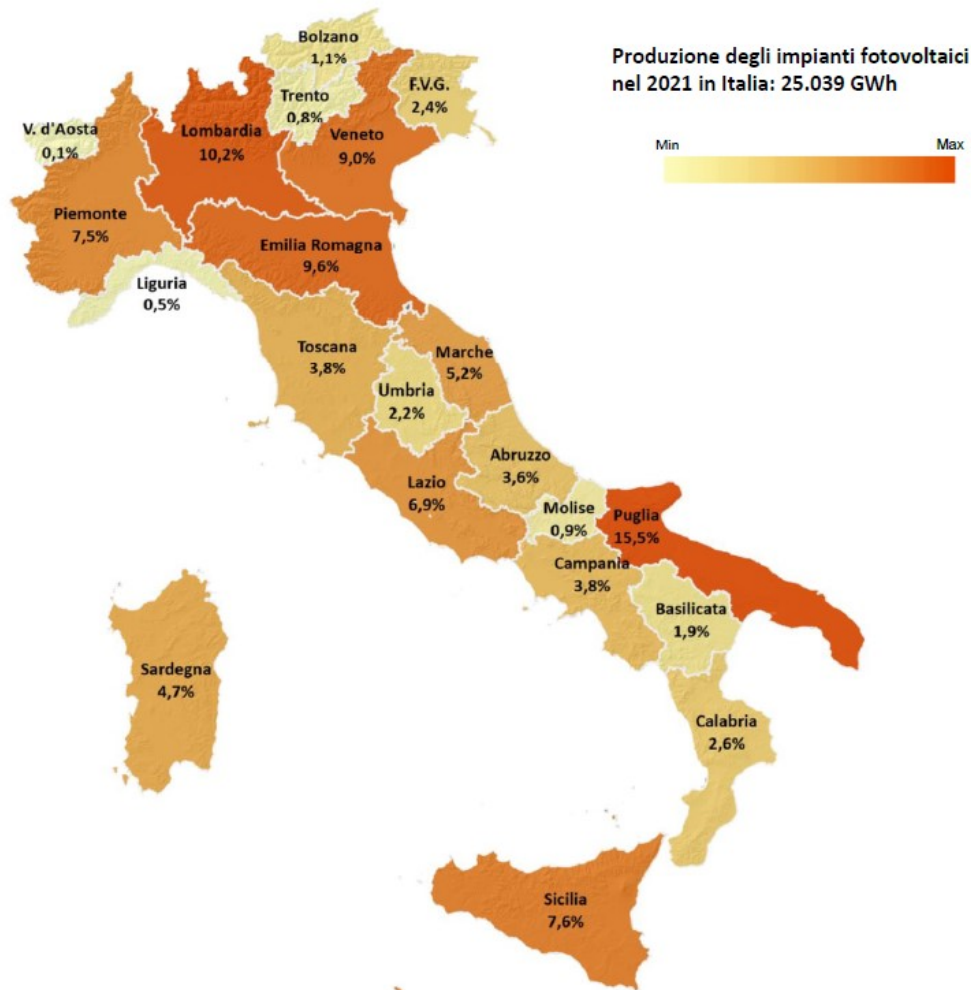 Bolzano
1,1%
Produzione degli impianti fotovoltaici
nel 2021 in Italia: 25.039 GWh
F.V.G.
2,4%
Trento
0,8%
V. d'Aosta
0,1%
Lombardia
10,2%
Veneto
9,0%
Min
Max
Piemonte
7,5%
Emilia Romagna
9,6%
Liguria
0,5%
Toscana
3,8%
Marche
5,2%
Umbria
2,2%
Abruzzo
3,6%
Lazio
6,9%
Molise
0,9%
Puglia
15,5%
Campania
3,8%
Basilicata
1,9%
Sardegna
4,7%
Calabria
2,6%
Sicilia
7,6%